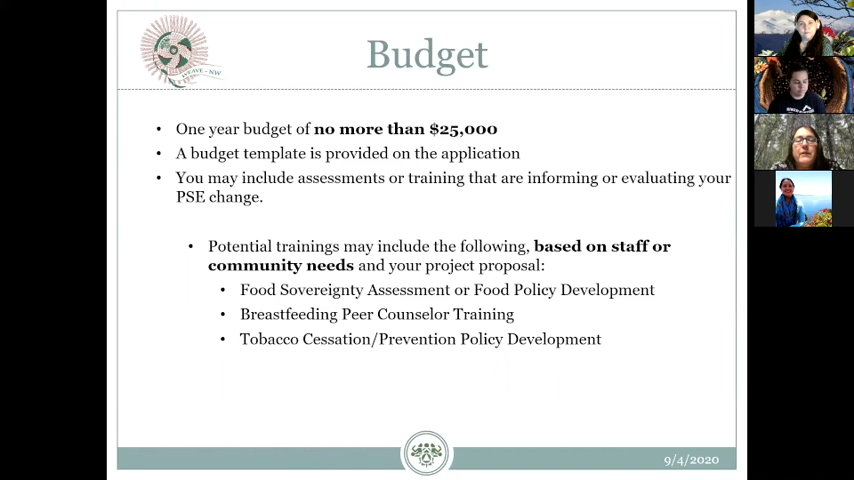 WEAVE-NW
Budget
• One year budget of no more than $25,000
• A budget template is provided on the application
• You may include assessments or training that are informing or evaluating your
PSE change.
• Potential trainings may include the following, based on staff or
community needs and your project proposal:
• Food Sovereignty Assessment or Food Policy Development
• Breastfeeding Peer Counselor Training
• Tobacco Cessation/Prevention Policy Development
9/4/2020